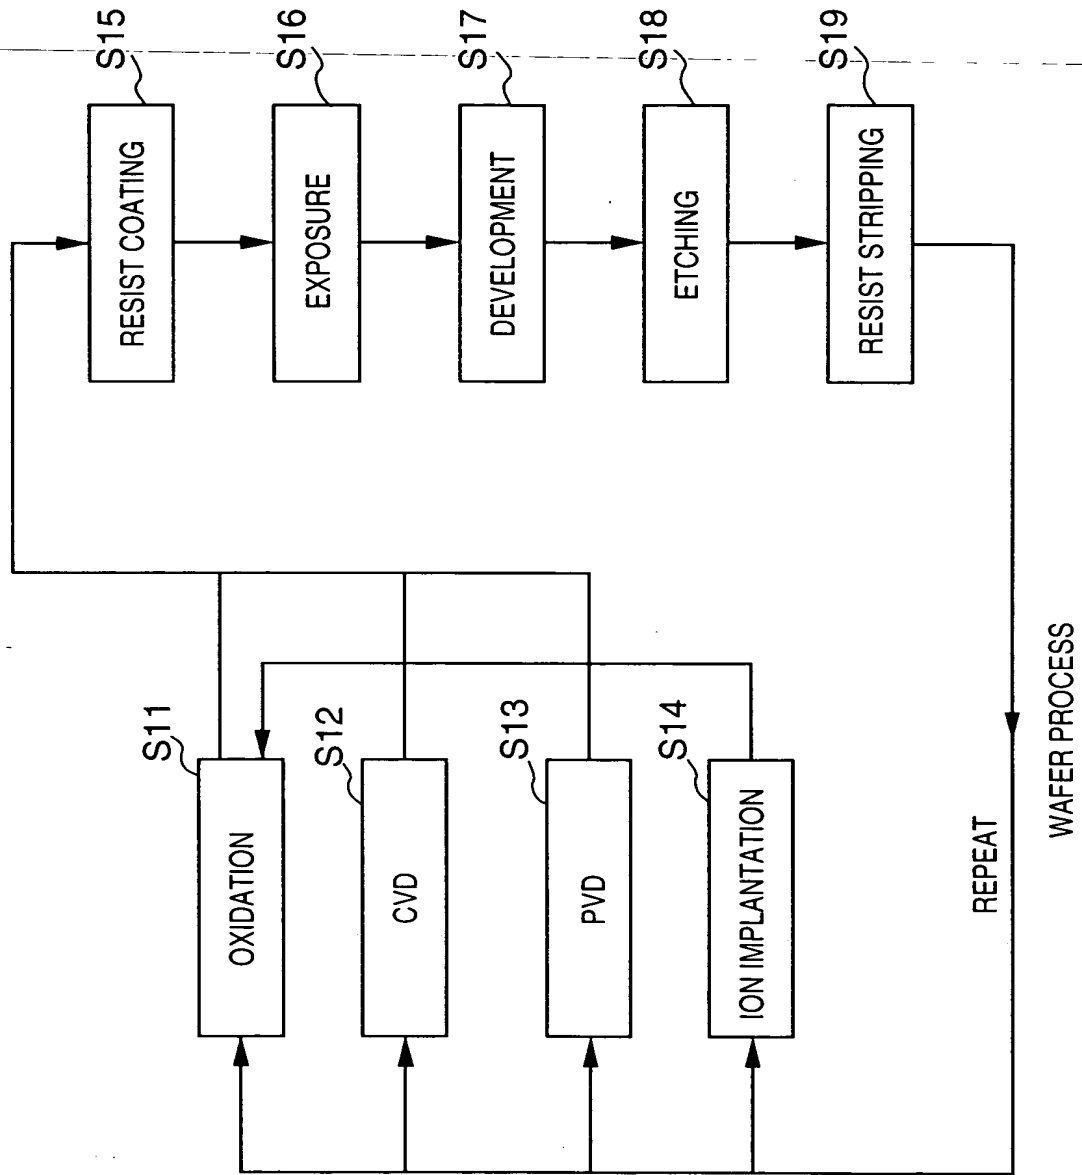 S11
OXIDATION
S12
CVD
S13
PVD
S14
ION IMPLANTATION
S15
RESIST COATING
S16
EXPOSURE
S17
DEVELOPMENT
S18
ETCHING
S19
RESIST STRIPPING
REPEAT
WAFER PROCESS